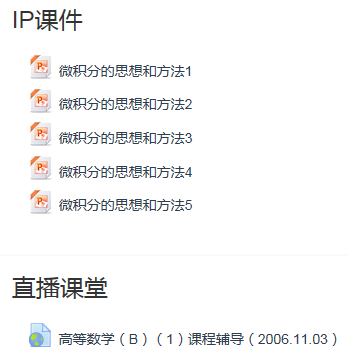 IP课件
微积分的思想和方法1
微积分的思想和方法2
微积分的思想和方法3
微积分的思想和方法4
微积分的思想和方法5
直播课堂
高等数学（B）（1）课程辅导（2006.11.03）